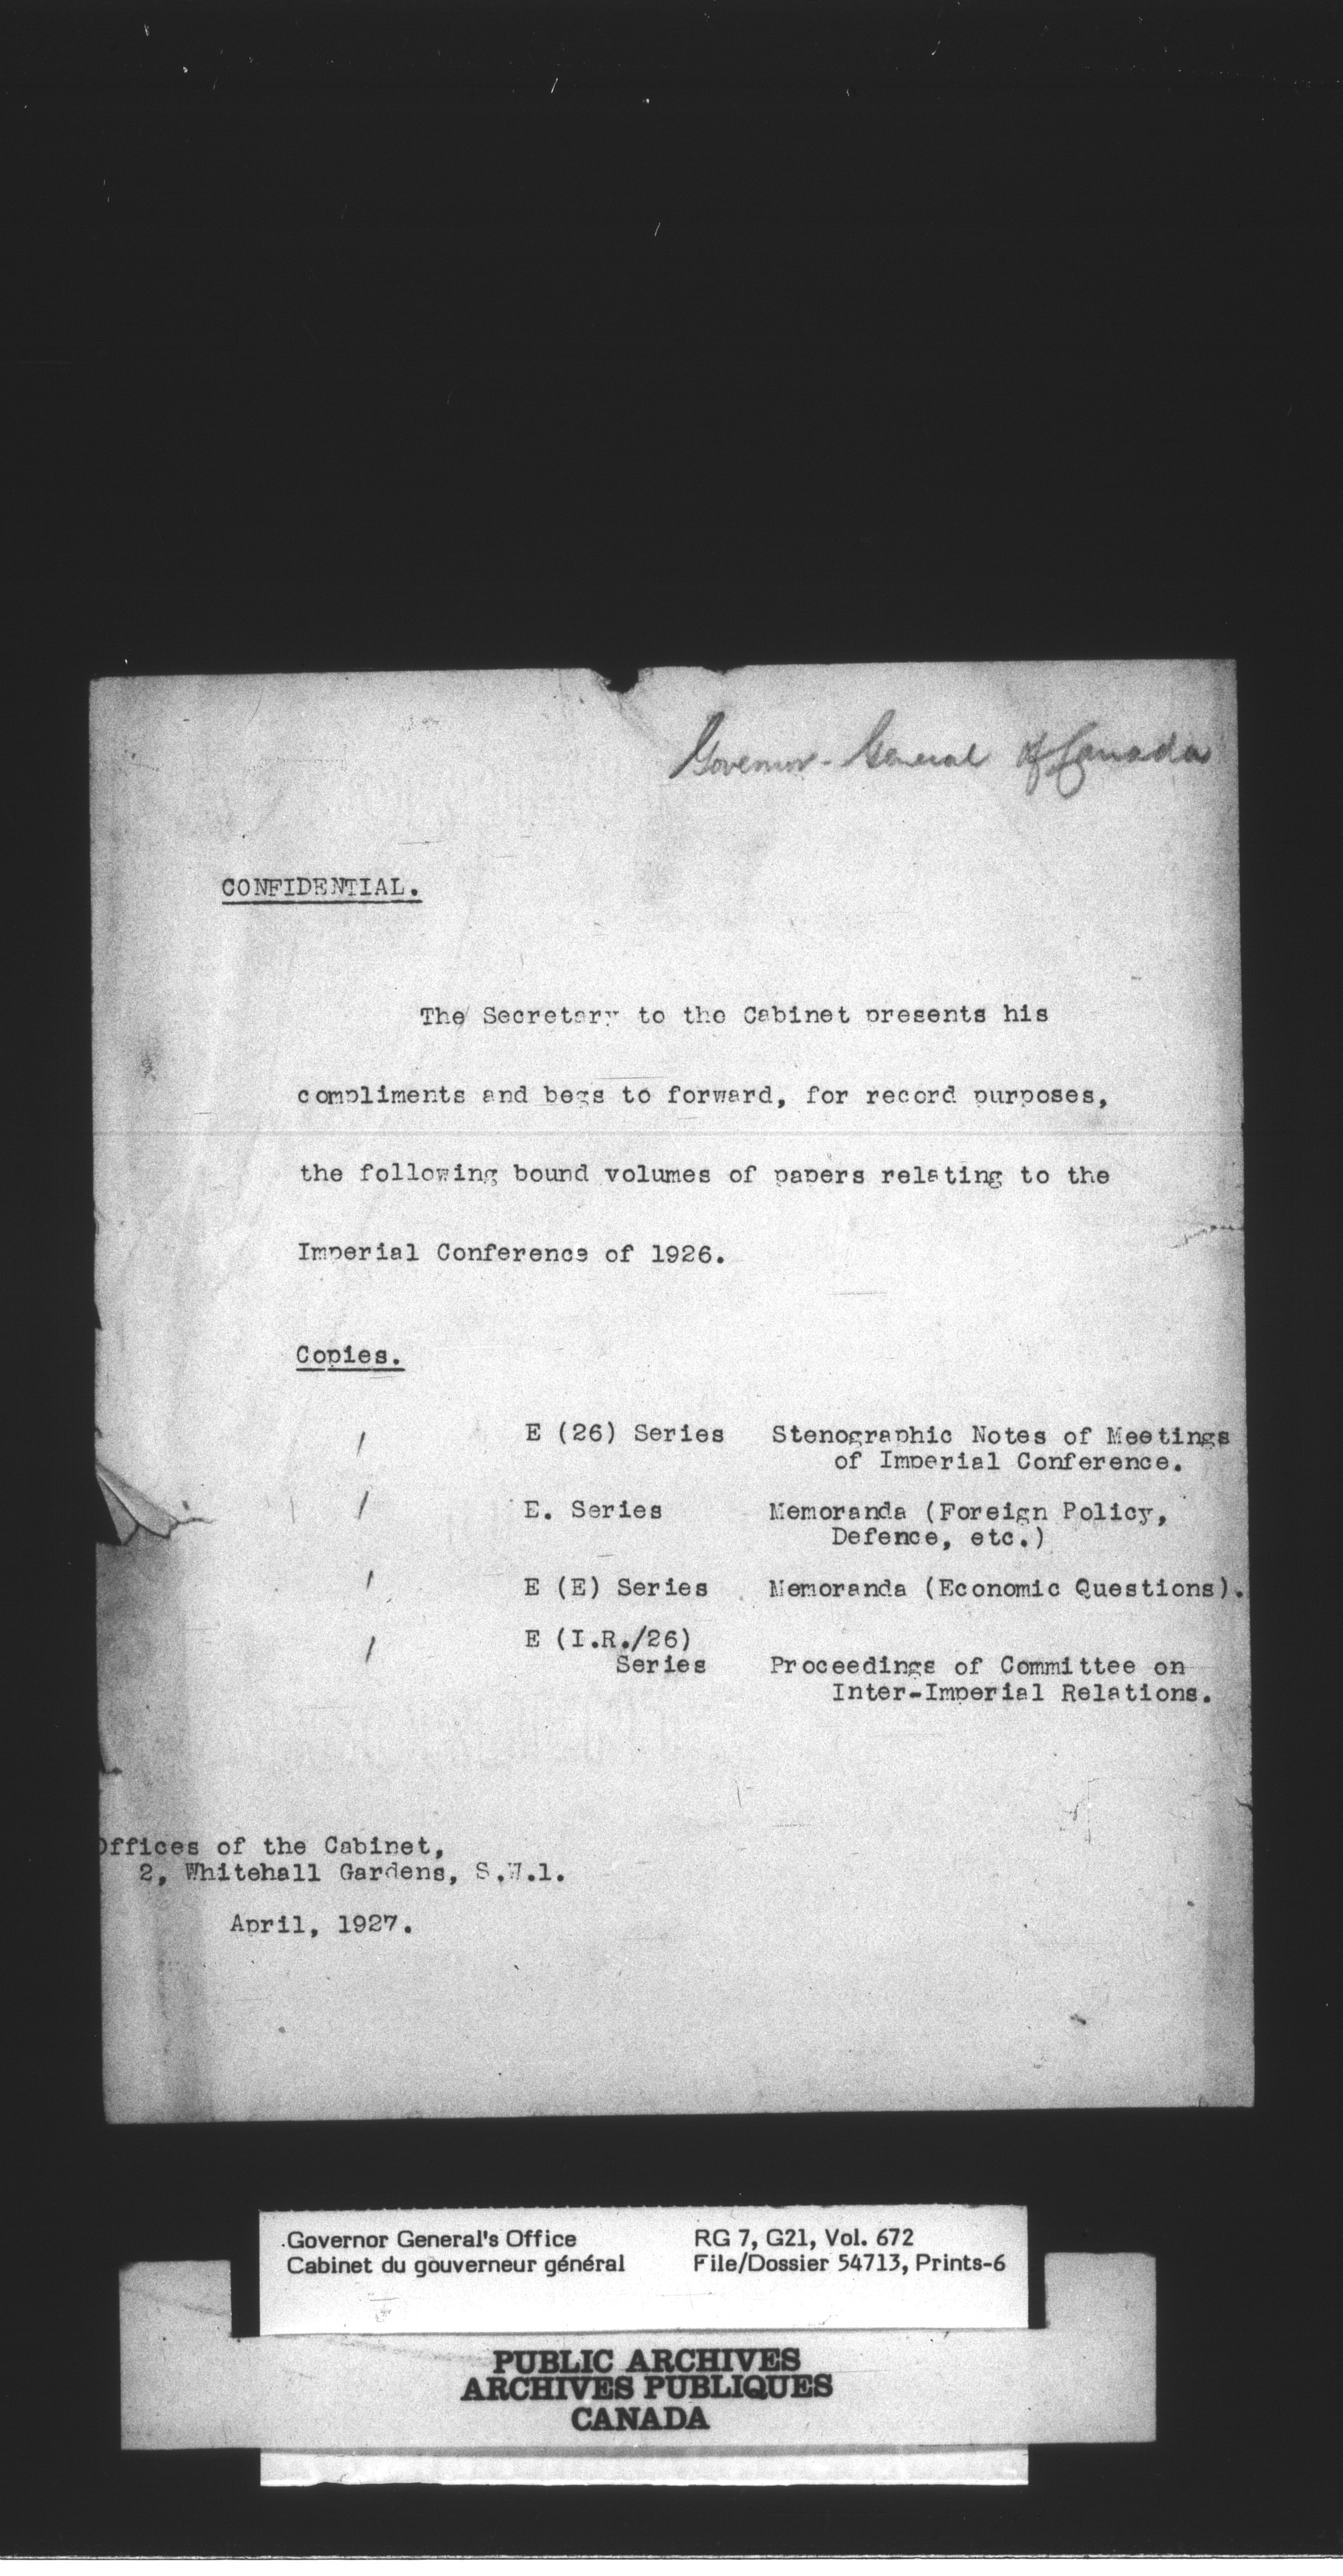 Governor-General of Canada
CONFIDENTIAL.
The Secretary to the Cabinet presents his
compliments and begs to forward, for record purposes,
the following bound volumes of papers relating to the
Imperial Conference of 1926.
Copies.
1 E (26) Series Stenographic Notes of Meetings
of Imperial Conference.
1 E. Series Memoranda (Foreign Policy,
Defence, etc.)
1 E (E) Series Memoranda (Economic Questions).
1 E (I.R./26)
Series Proceedings of Committee on
Inter-Imperial Relations.
Offices of the Cabinet,
2, Whitehall Gardens, S.W.1.
April, 1927.
Governor General's Office RG 7, G21, Vol. 672
Cabinet du gouverneur général File/Dossier 54713, Prints-6
PUBLIC ARCHIVES
ARCHIVES PUBLIQUES
CANADA